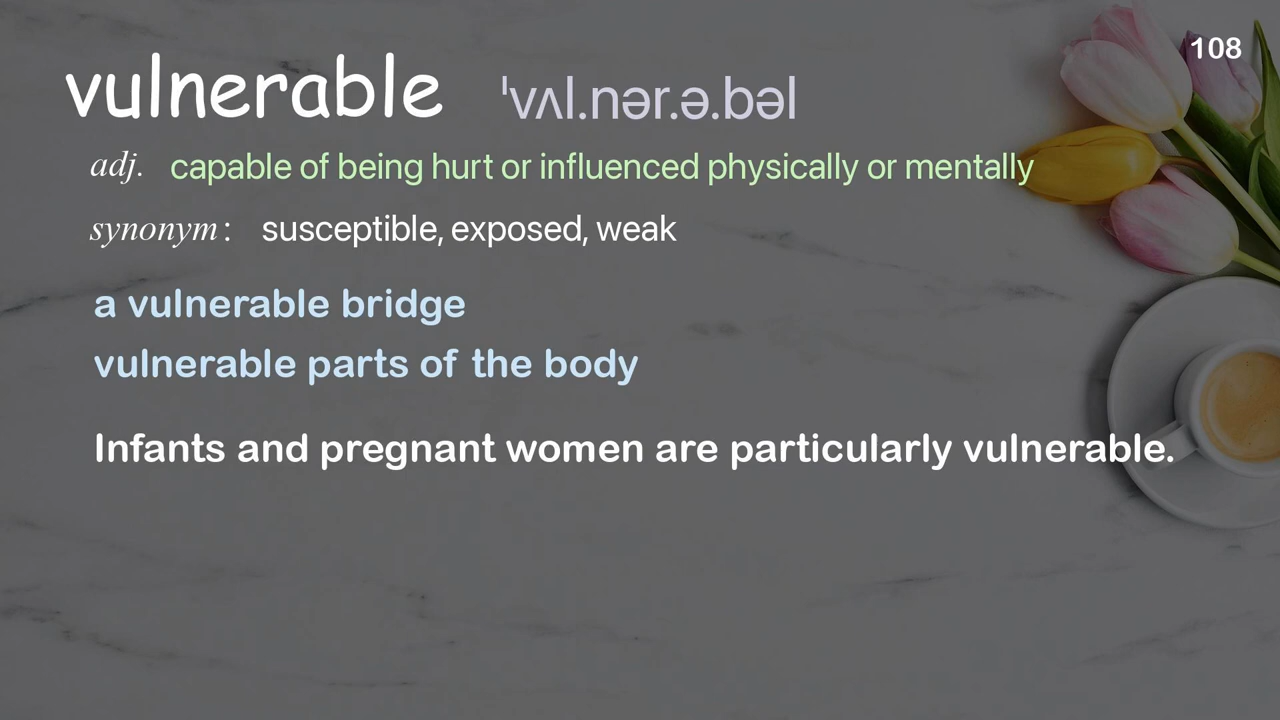 108
vulnerable ˈvʌl.nər.ə.bəl
adj. capable of being hurt or influenced physically or mentally
synonym : susceptible, exposed, weak
a vulnerable bridge
vulnerable parts of the body
Infants and pregnant women are particularly vulnerable.